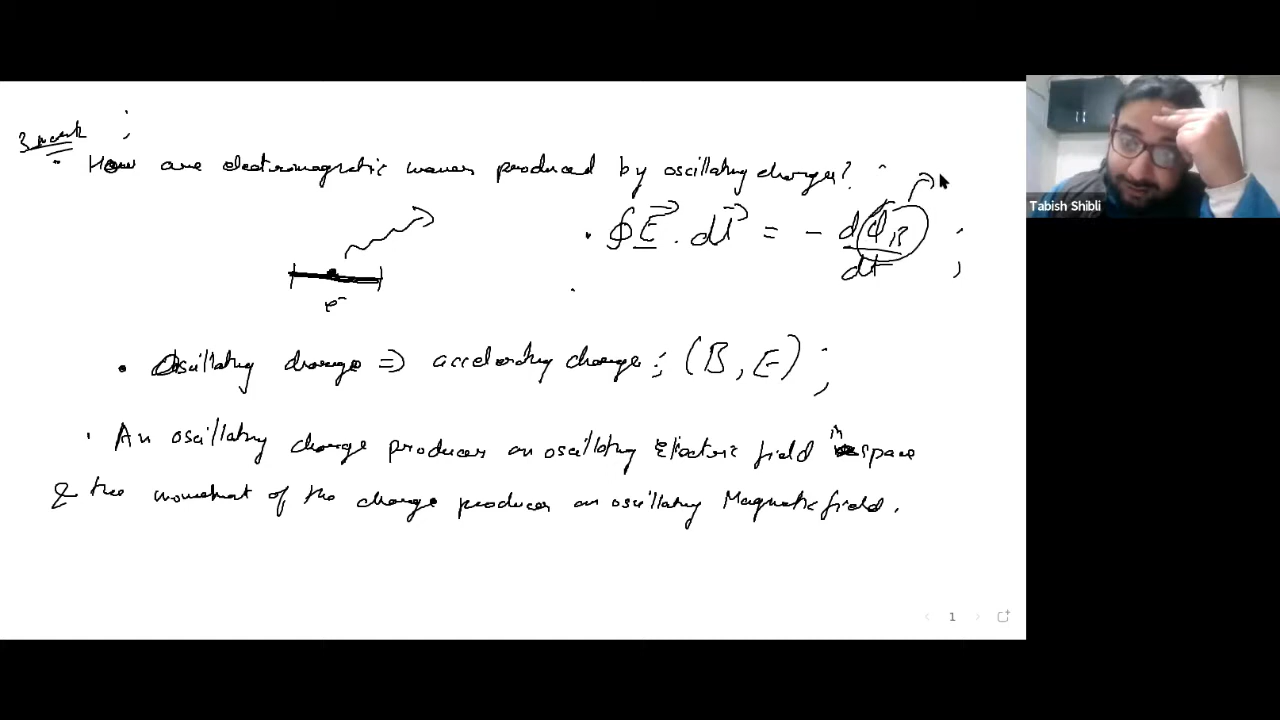 3 mark
• How are electromagnetic waves produced by oscillating charges?
• ∮ E⃗ . dl⃗ = - dΦ_B / dt ;
e⁻
• Oscillating charge ⇒ accelerating charge ; (B, E) ;
• An oscillating charge produces an oscillating Electric field in space
& the movement of the charge produces an oscillating Magnetic field.
Tabish Shibli
1